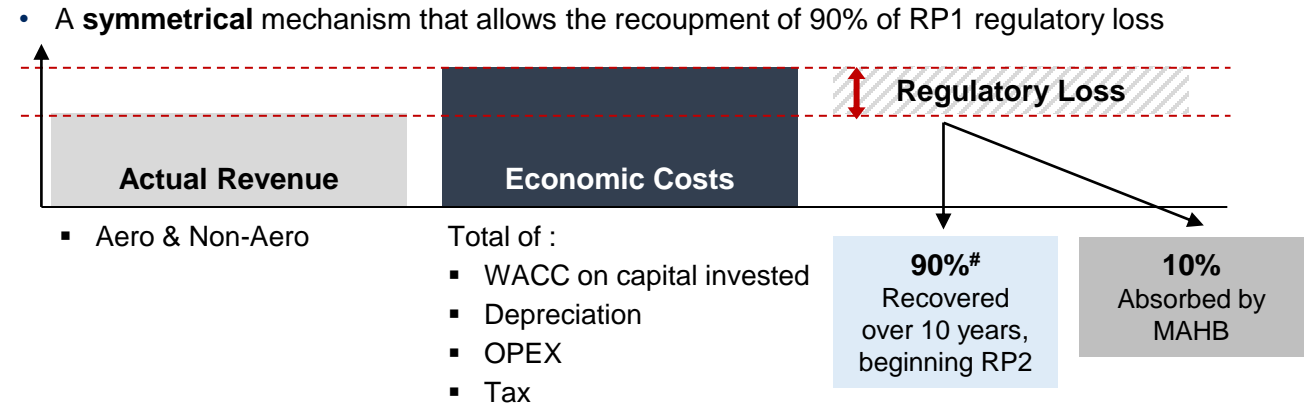 • A symmetrical mechanism that allows the recoupment of 90% of RP1 regulatory loss
Regulatory Loss
Actual Revenue
Economic Costs
▪ Aero & Non-Aero
Total of :
▪ WACC on capital invested
▪ Depreciation
▪ OPEX
▪ Tax
90%#
Recovered
over 10 years,
beginning RP2
10%
Absorbed by
MAHB